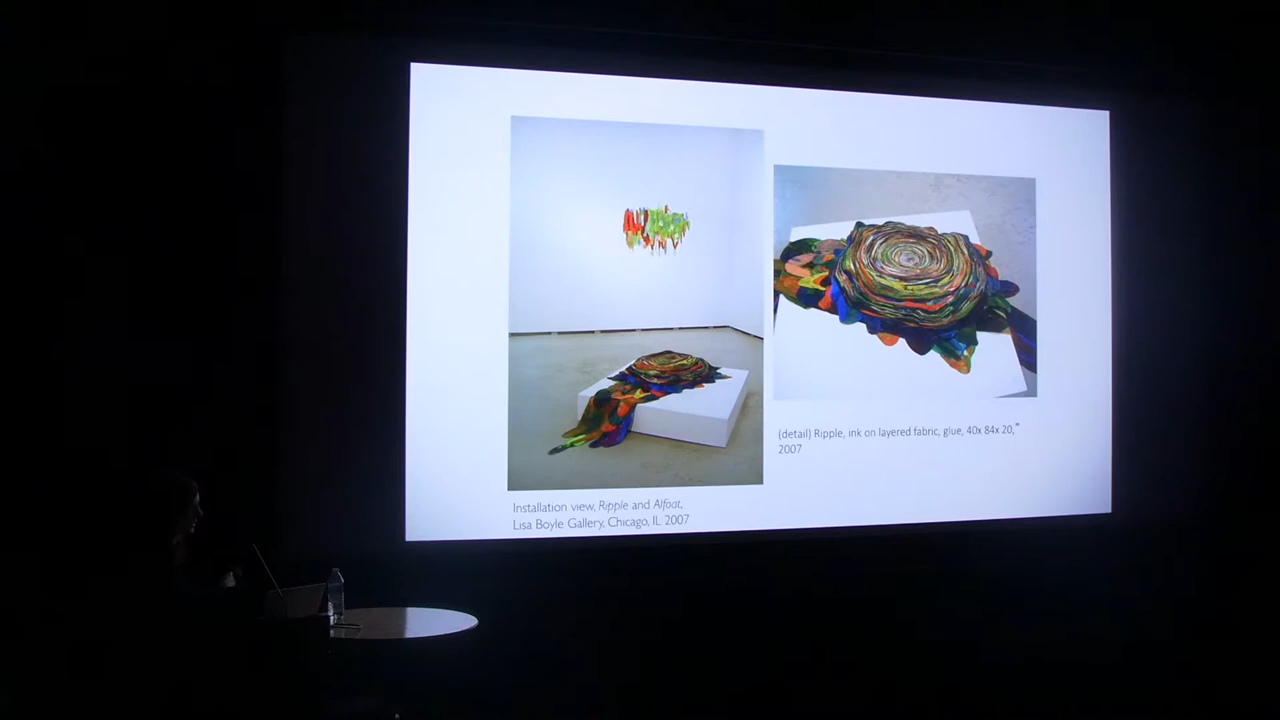 Installation view, Ripple and Alfoat,
Lisa Boyle Gallery, Chicago, IL 2007
(detail) Ripple, ink on layered fabric, glue, 40x 84x 20,"
2007